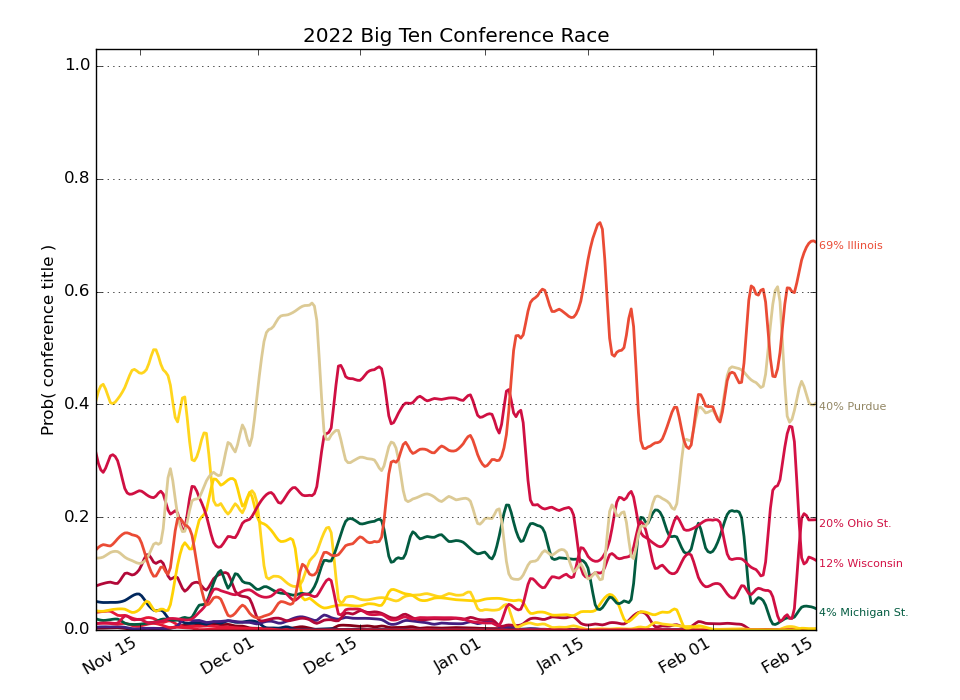 2022 Big Ten Conference Race
Prob( conference title )
1.0
0.8
0.6
0.4
0.2
0.0
69% Illinois
40% Purdue
20% Ohio St.
12% Wisconsin
4% Michigan St.
Nov 15
Dec 01
Dec 15
Jan 01
Jan 15
Feb 01
Feb 15